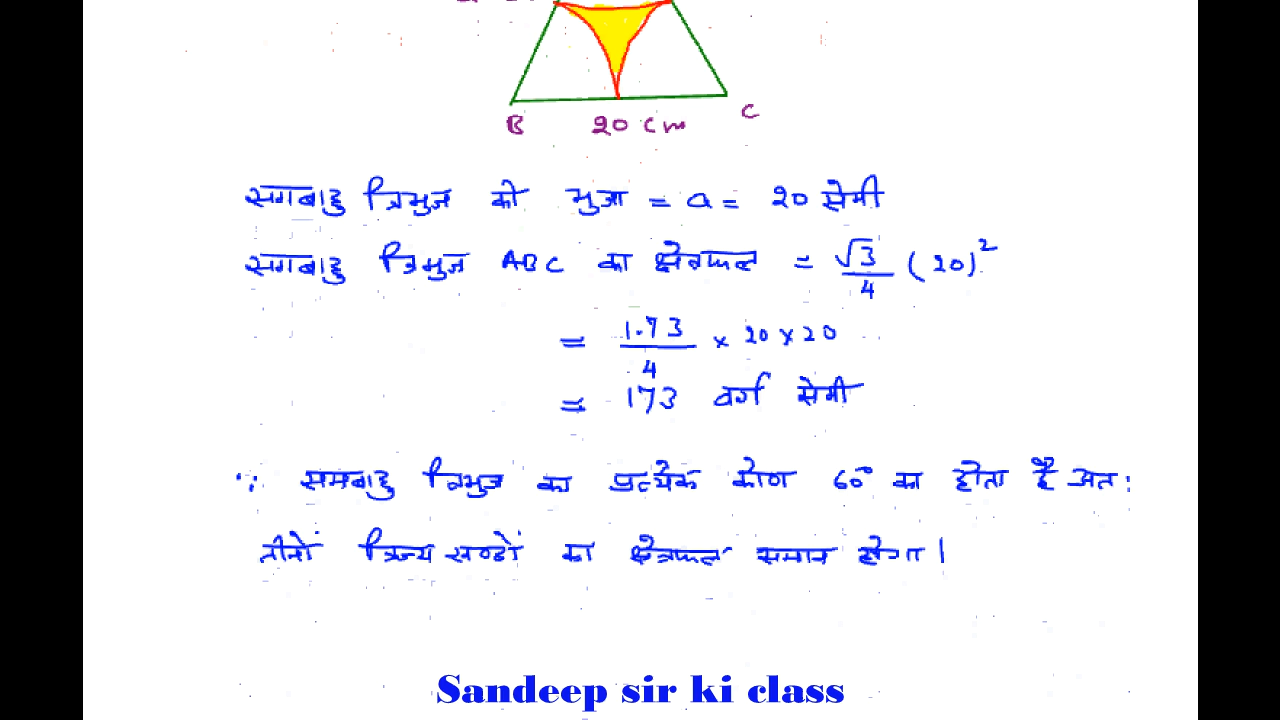 B 20 cm C
समबाहु त्रिभुज की भुजा = a = 20 सेमी
समबाहु त्रिभुज ABC का क्षेत्रफल = √3/4 (20)²
= 1.73/4 × 20 × 20
= 173 वर्ग सेमी
∵ समबाहु त्रिभुज का प्रत्येक कोण 60° का होता है अत:
तीनों त्रिज्यखण्डों का क्षेत्रफल समान होगा।
Sandeep sir ki class